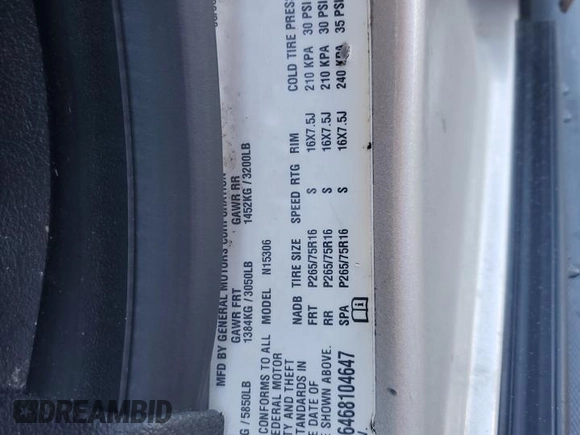 MFD BY GENERAL MOTORS CORPORATION
GAWR FRT GAWR RR
G / 5850LB 1384KG / 3050LB 1452KG / 3200LB
CONFORMS TO ALL MODEL N15306
FEDERAL MOTOR
Y AND THEFT
TANDARDS IN
E DATE OF
RE SHOWN ABOVE.
6468104647
NADB TIRE SIZE SPEED RTG RIM COLD TIRE PRES
FRT P265/75R16 S 16X7.5J 210 KPA 30 PSI
RR P265/75R16 S 16X7.5J 210 KPA 30 PSI
SPA P265/75R16 S 16X7.5J 240 KPA 35 PSI
DREAMBID